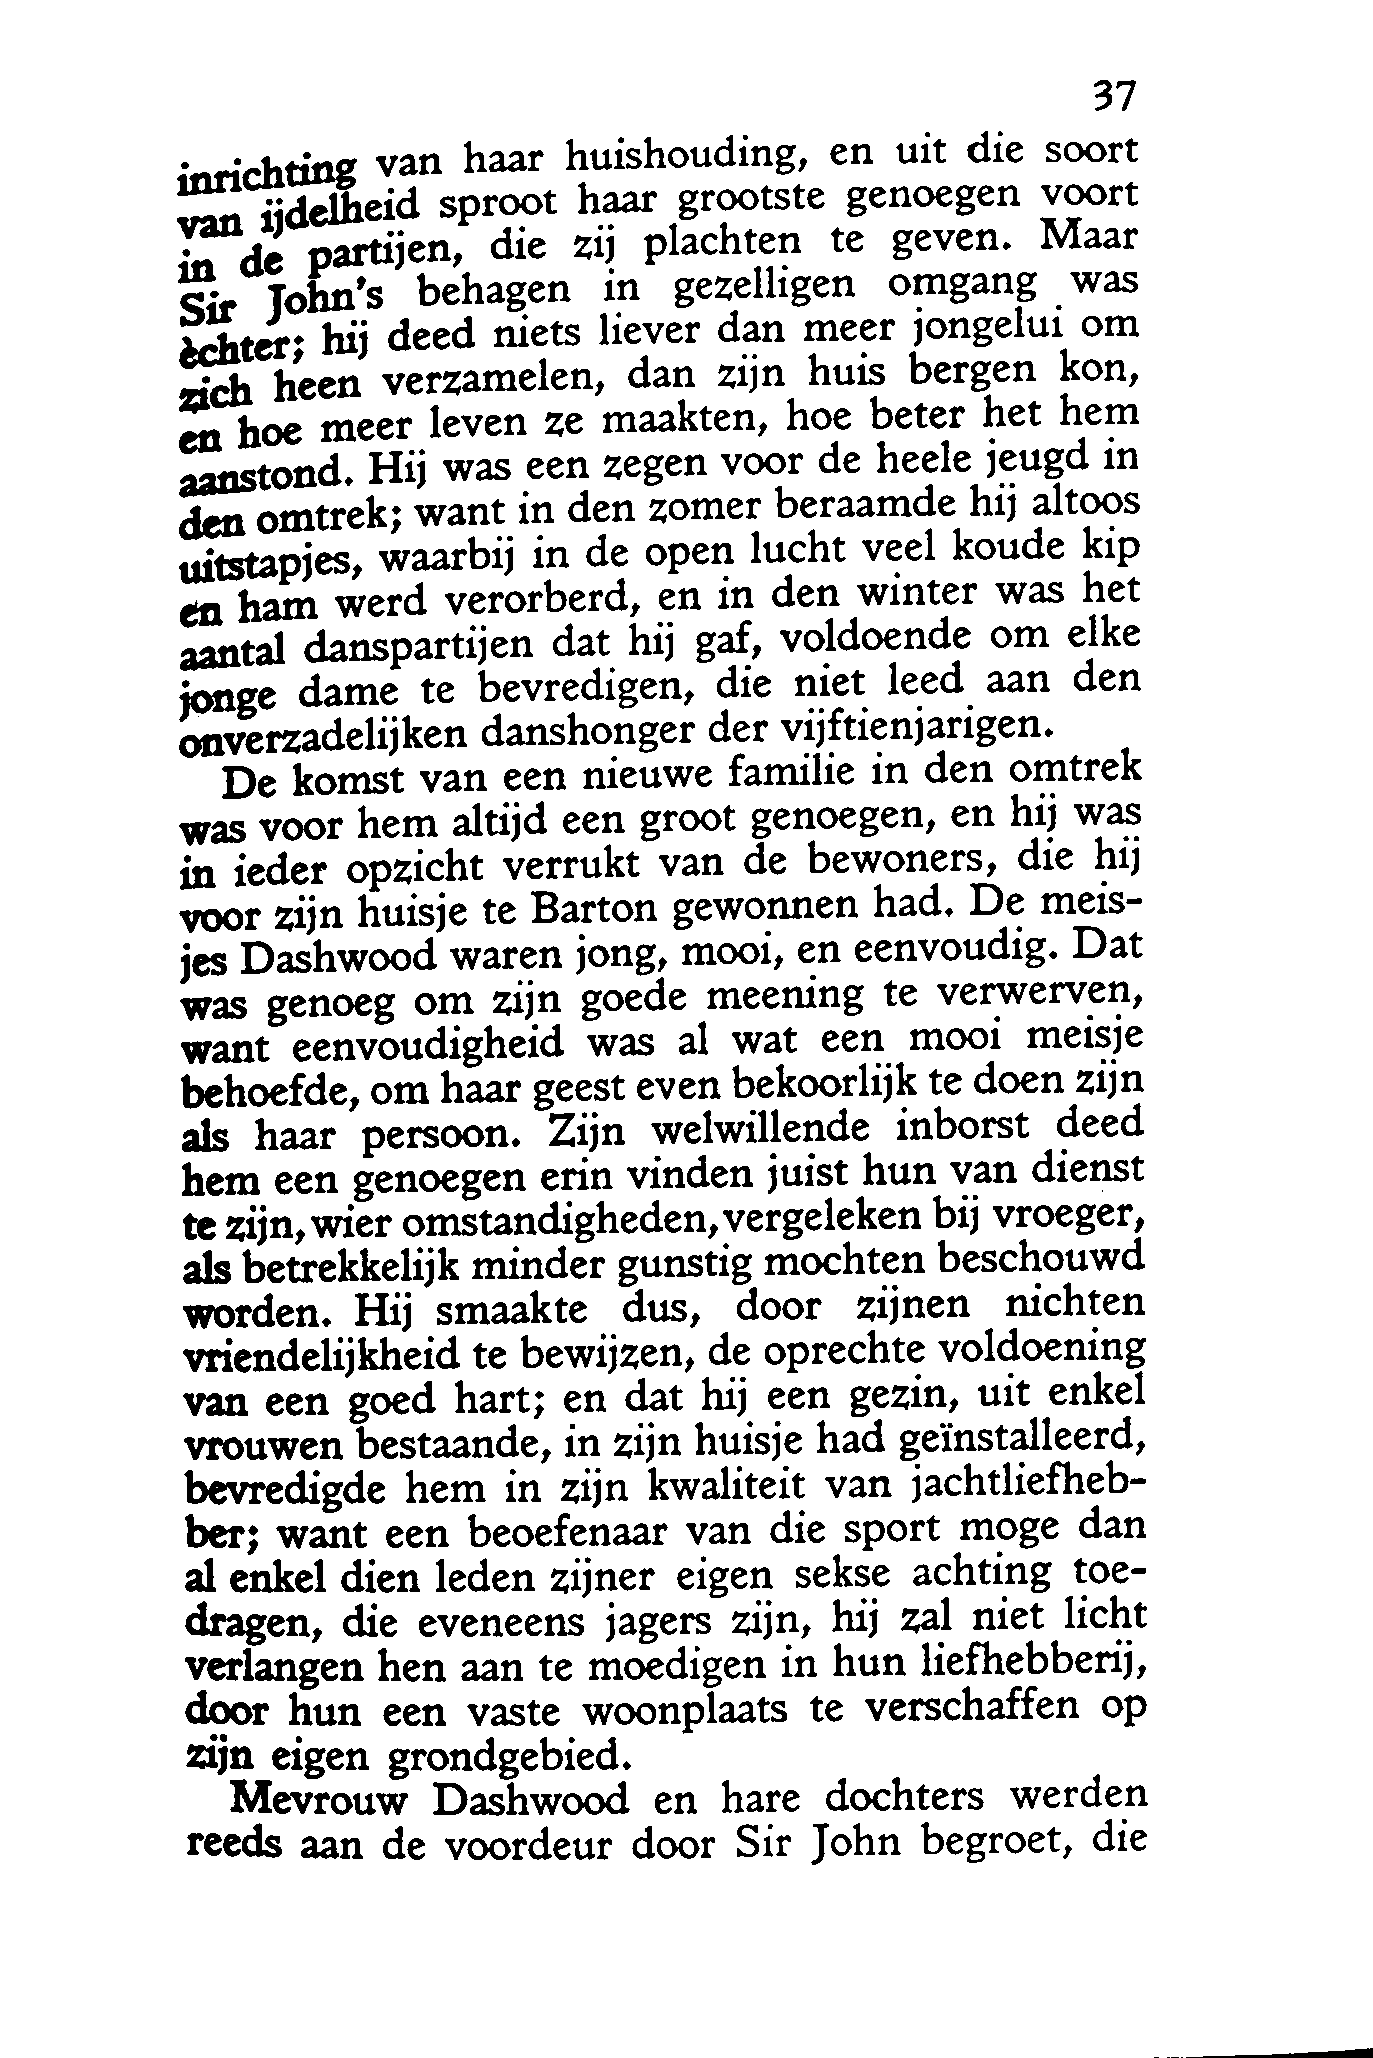 37
inrichting van haar huishouding, en uit die soort
van ijdelheid sproot haar grootste genoegen voort
in de partijen, die zij plachten te geven. Maar
Sir John's behagen in gezelligen omgang was
èchter; hij deed niets liever dan meer jongelui om
zich heen verzamelen, dan zijn huis bergen kon,
en hoe meer leven ze maakten, hoe beter het hem
aanstond. Hij was een zegen voor de heele jeugd in
den omtrek; want in den zomer beraamde hij altoos
uitstapjes, waarbij in de open lucht veel koude kip
en ham werd verorberd, en in den winter was het
aantal danspartijen dat hij gaf, voldoende om elke
jonge dame te bevredigen, die niet leed aan den
onverzadelijken danshonger der vijftienjarigen.
De komst van een nieuwe familie in den omtrek
was voor hem altijd een groot genoegen, en hij was
in ieder opzicht verrukt van de bewoners, die hij
voor zijn huisje te Barton gewonnen had. De meis-
jes Dashwood waren jong, mooi, en eenvoudig. Dat
was genoeg om zijn goede meening te verwerven,
want eenvoudigheid was al wat een mooi meisje
behoefde, om haar geest even bekoorlijk te doen zijn
als haar persoon. Zijn welwillende inborst deed
hem een genoegen erin vinden juist hun van dienst
te zijn, wier omstandigheden, vergeleken bij vroeger,
als betrekkelijk minder gunstig mochten beschouwd
worden. Hij smaakte dus, door zijnen nichten
vriendelijkheid te bewijzen, de oprechte voldoening
van een goed hart; en dat hij een gezin, uit enkel
vrouwen bestaande, in zijn huisje had geïnstalleerd,
bevredigde hem in zijn kwaliteit van jachtliefheb-
ber; want een beoefenaar van die sport moge dan
al enkel dien leden zijner eigen sekse achting toe-
dragen, die eveneens jagers zijn, hij zal niet licht
verlangen hen aan te moedigen in hun liefhebberij,
door hun een vaste woonplaats te verschaffen op
zijn eigen grondgebied.
Mevrouw Dashwood en hare dochters werden
reeds aan de voordeur door Sir John begroet, die